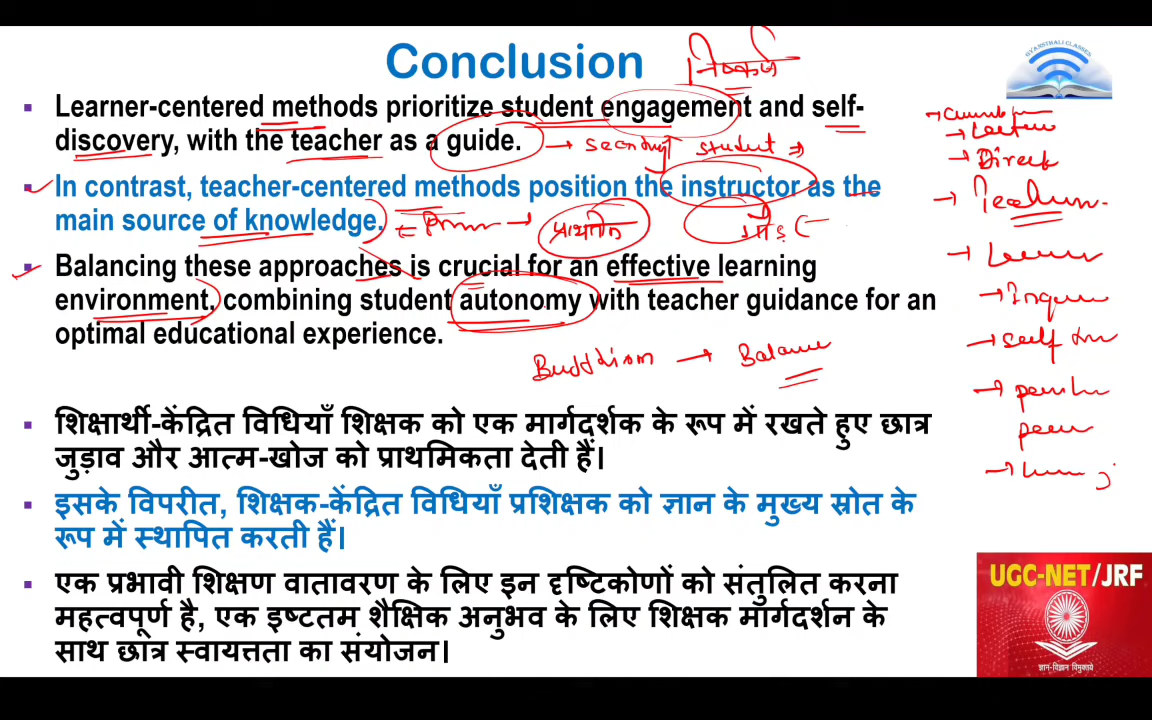 Conclusion
निष्कर्ष
GYANSTHALI CLASSES
Learner-centered methods prioritize student engagement and self-
discovery, with the teacher as a guide.
student
In contrast, teacher-centered methods position the instructor as the
main source of knowledge.
Balancing these approaches is crucial for an effective learning
environment, combining student autonomy with teacher guidance for an
optimal educational experience.
Buddhism → Balance
→ Direct
शिक्षार्थी-केंद्रित विधियाँ शिक्षक को एक मार्गदर्शक के रूप में रखते हुए छात्र
जुड़ाव और आत्म-खोज को प्राथमिकता देती हैं।
इसके विपरीत, शिक्षक-केंद्रित विधियाँ प्रशिक्षक को ज्ञान के मुख्य स्रोत के
रूप में स्थापित करती हैं।
एक प्रभावी शिक्षण वातावरण के लिए इन दृष्टिकोणों को संतुलित करना
महत्वपूर्ण है, एक इष्टतम शैक्षिक अनुभव के लिए शिक्षक मार्गदर्शन के
साथ छात्र स्वायत्तता का संयोजन।
UGC-NET/JRF
ज्ञान-विज्ञान विमुक्तये